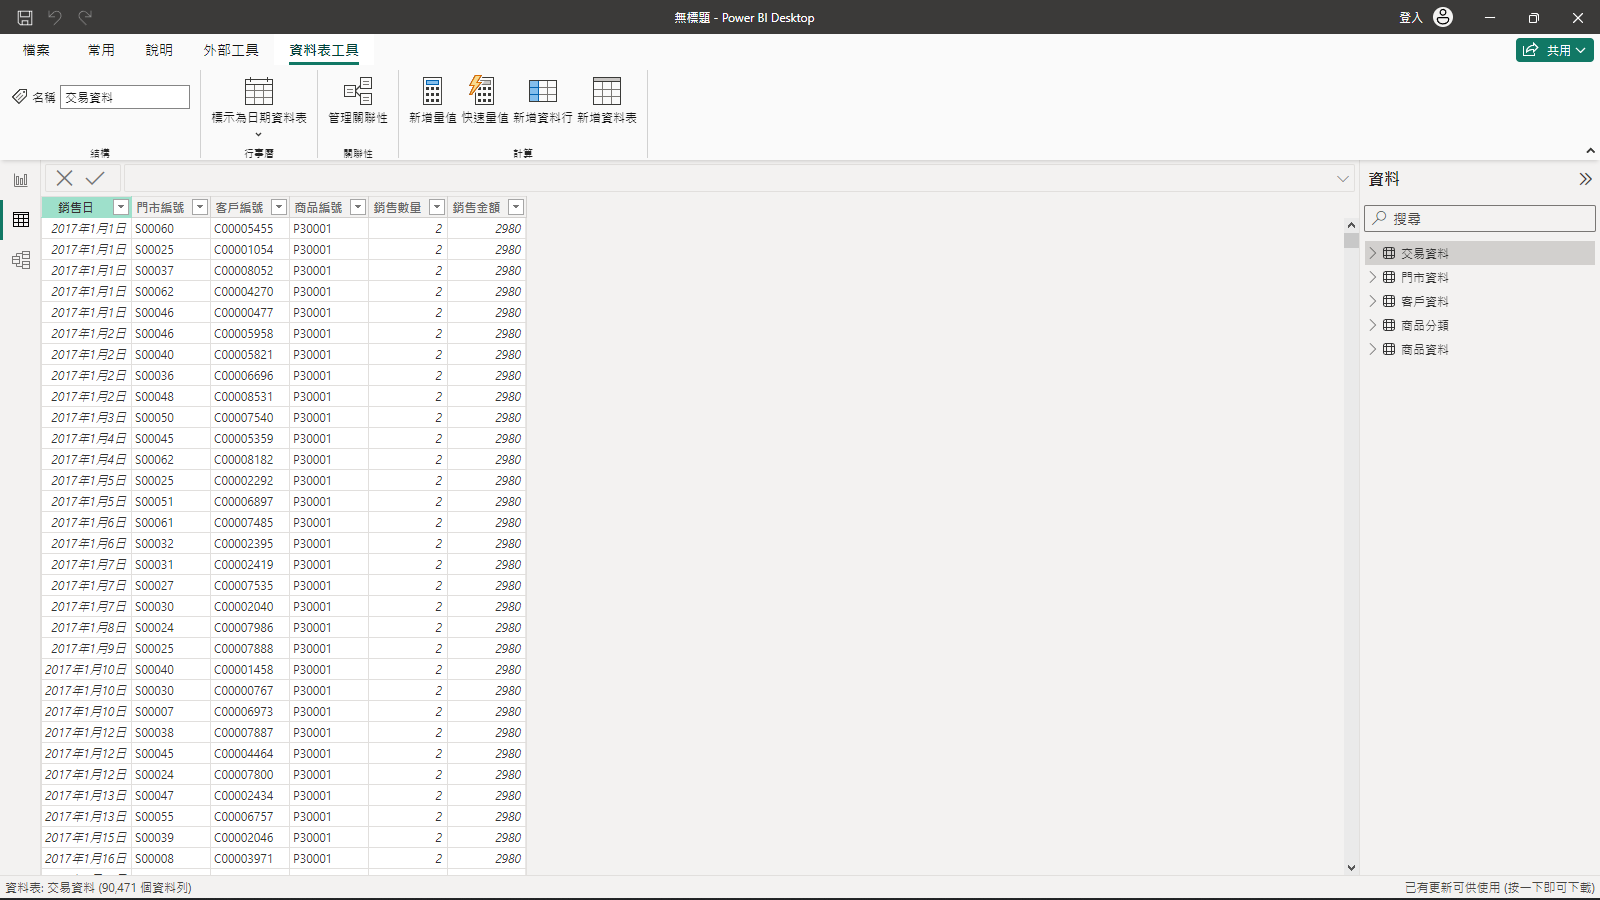 無標題 - Power BI Desktop
登入
檔案 常用 說明 外部工具 資料表工具
共用
名稱 交易資料
標示為日期資料表 管理關聯性 新增量值 快速量值 新增資料行 新增資料表
結構 行事曆 關聯性 計算
資料
搜尋
交易資料
門市資料
客戶資料
商品分類
商品資料
銷售日 門市編號 客戶編號 商品編號 銷售數量 銷售金額
2017年1月1日 S00060 C00005455 P30001 2 2980
2017年1月1日 S00025 C00001054 P30001 2 2980
2017年1月1日 S00037 C00008052 P30001 2 2980
2017年1月1日 S00062 C00004270 P30001 2 2980
2017年1月1日 S00046 C00000477 P30001 2 2980
2017年1月2日 S00046 C00005958 P30001 2 2980
2017年1月2日 S00040 C00005821 P30001 2 2980
2017年1月2日 S00036 C00006696 P30001 2 2980
2017年1月2日 S00048 C00008531 P30001 2 2980
2017年1月3日 S00050 C00007540 P30001 2 2980
2017年1月4日 S00045 C00005359 P30001 2 2980
2017年1月4日 S00062 C00008182 P30001 2 2980
2017年1月5日 S00025 C00002292 P30001 2 2980
2017年1月5日 S00051 C00006897 P30001 2 2980
2017年1月6日 S00061 C00007485 P30001 2 2980
2017年1月6日 S00032 C00002395 P30001 2 2980
2017年1月7日 S00031 C00002419 P30001 2 2980
2017年1月7日 S00027 C00007535 P30001 2 2980
2017年1月7日 S00030 C00002040 P30001 2 2980
2017年1月8日 S00024 C00007986 P30001 2 2980
2017年1月9日 S00025 C00007888 P30001 2 2980
2017年1月10日 S00040 C00001458 P30001 2 2980
2017年1月10日 S00030 C00000767 P30001 2 2980
2017年1月10日 S00007 C00006973 P30001 2 2980
2017年1月12日 S00038 C00007887 P30001 2 2980
2017年1月12日 S00045 C00004464 P30001 2 2980
2017年1月12日 S00024 C00007800 P30001 2 2980
2017年1月13日 S00047 C00002434 P30001 2 2980
2017年1月13日 S00055 C00006757 P30001 2 2980
2017年1月15日 S00039 C00002046 P30001 2 2980
2017年1月16日 S00008 C00003971 P30001 2 2980
資料表: 交易資料 (90,471 個資料列)
已有更新可供使用 (按一下即可下載)